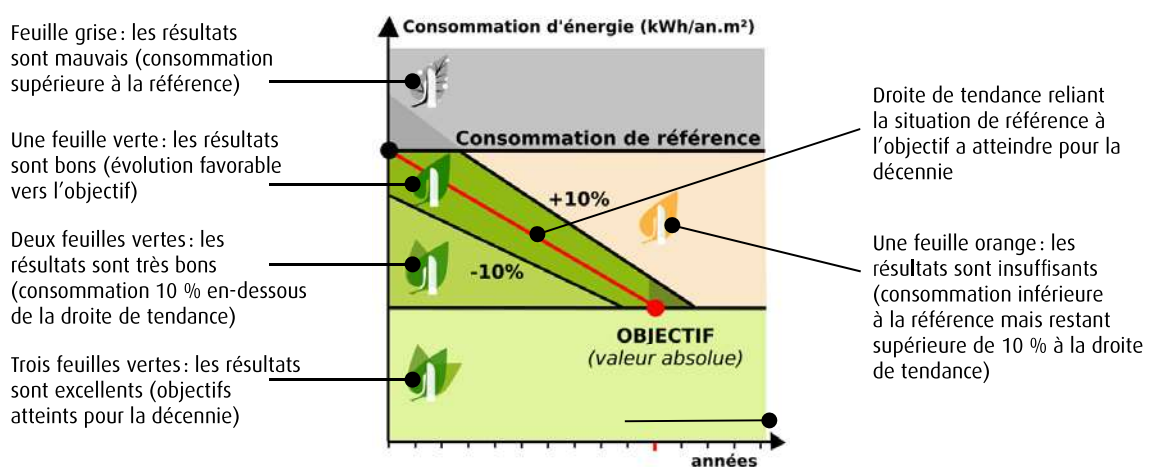 Feuille grise : les résultats
sont mauvais (consommation
supérieure à la référence)
Une feuille verte : les résultats
sont bons (évolution favorable
vers l'objectif)
Deux feuilles vertes : les
résultats sont très bons
(consommation 10 % en-dessous
de la droite de tendance)
Trois feuilles vertes : les résultats
sont excellents (objectifs
atteints pour la décennie)
Consommation d'énergie (kWh/an.m²)
Consommation de référence
+10%
-10%
OBJECTIF
(valeur absolue)
années
Droite de tendance reliant
la situation de référence à
l'objectif a atteindre pour la
décennie
Une feuille orange : les
résultats sont insuffisants
(consommation inférieure
à la référence mais restant
supérieure de 10 % à la droite
de tendance)